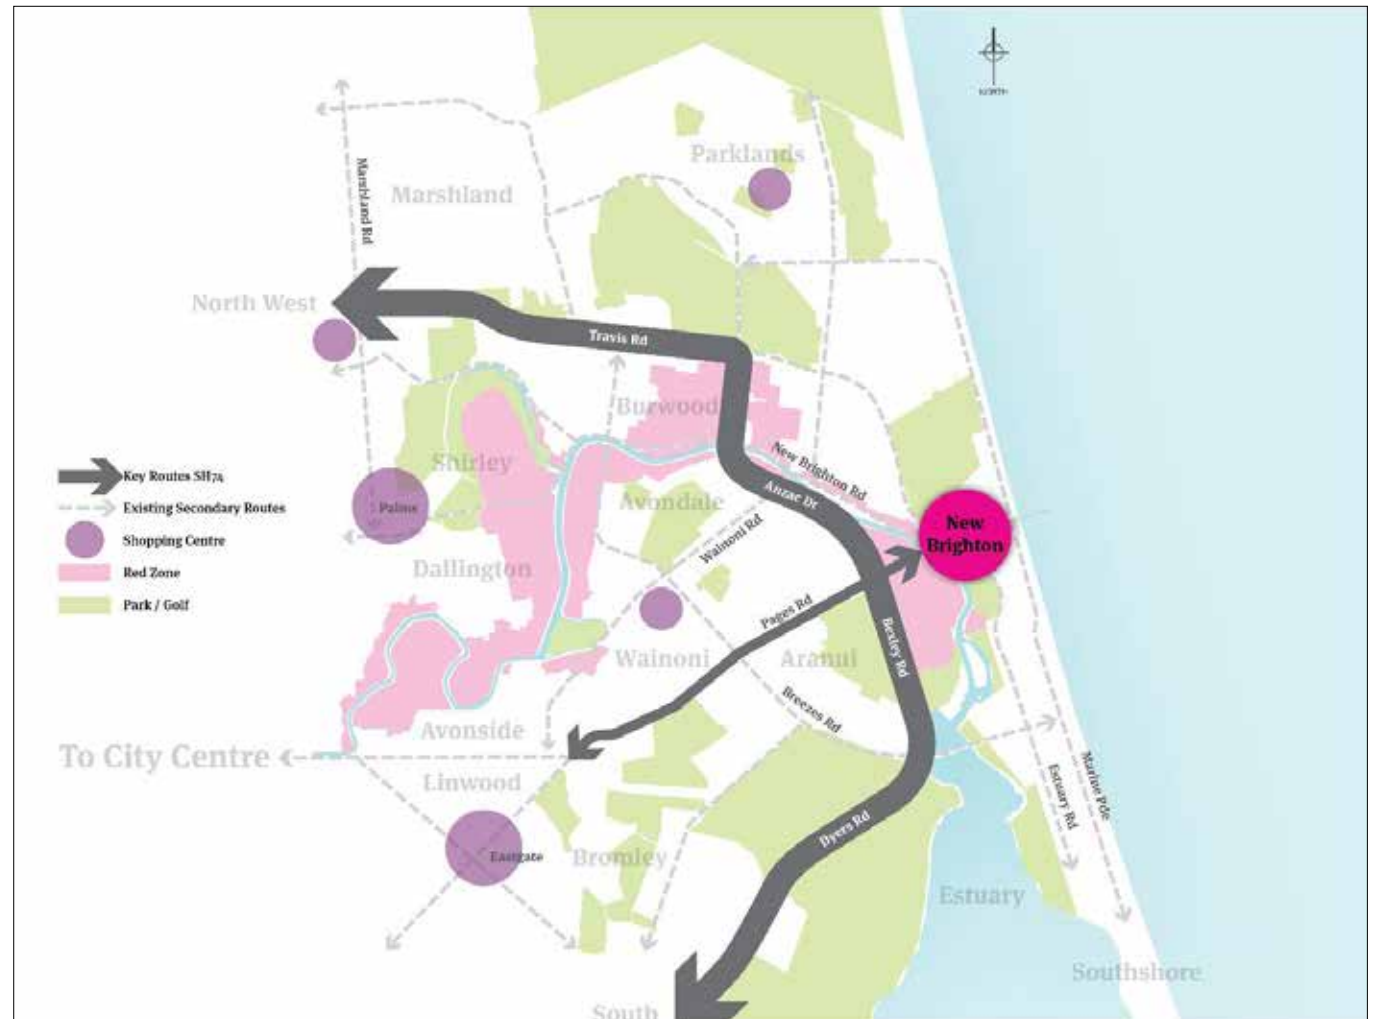 NORTH
Parklands
Marshland Rd
Marshland
North West
Travis Rd
Burwood
New Brighton Rd
Shirley
Key Routes SH74
Anzac Dr
Avondale
Existing Secondary Routes
Palms
New
Brighton
Wainoni Rd
Shopping Centre
Dallington
Red Zone
Park / Golf
Pages Rd
Bexley Rd
Wainoni
Aranui
Breezes Rd
Avonside
To City Centre
Linwood
Marine Pde
Estuary Rd
Dyers Rd
Eastgate
Bromley
Estuary
Southshore
South